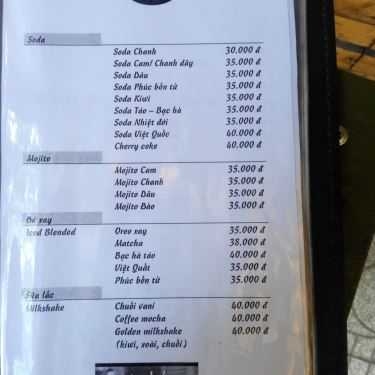 Soda
Soda Chanh 30.000 đ
Soda Cam/ Chanh dây 35.000 đ
Soda Dâu 35.000 đ
Soda Phúc bồn tử 35.000 đ
Soda Kiwi 35.000 đ
Soda Táo – Bạc hà 35.000 đ
Soda Nhiệt đới 35.000 đ
Soda Việt Quốc 40.000 đ
Cherry coke 40.000 đ
Mojito
Mojito Cam 35.000 đ
Mojito Chanh 35.000 đ
Mojito Dâu 35.000 đ
Mojito Đào 35.000 đ
Đá xay
Iced Blended Oreo xay 35.000 đ
Matcha 38.000 đ
Bạc hà táo 40.000 đ
Việt Quất 35.000 đ
Phúc bồn tử 35.000 đ
Sữa lắc
Milkshake Chuối vani 40.000 đ
Coffee mocha 40.000 đ
Golden milkshake 40.000 đ
(kiwi, xoài, chuối)